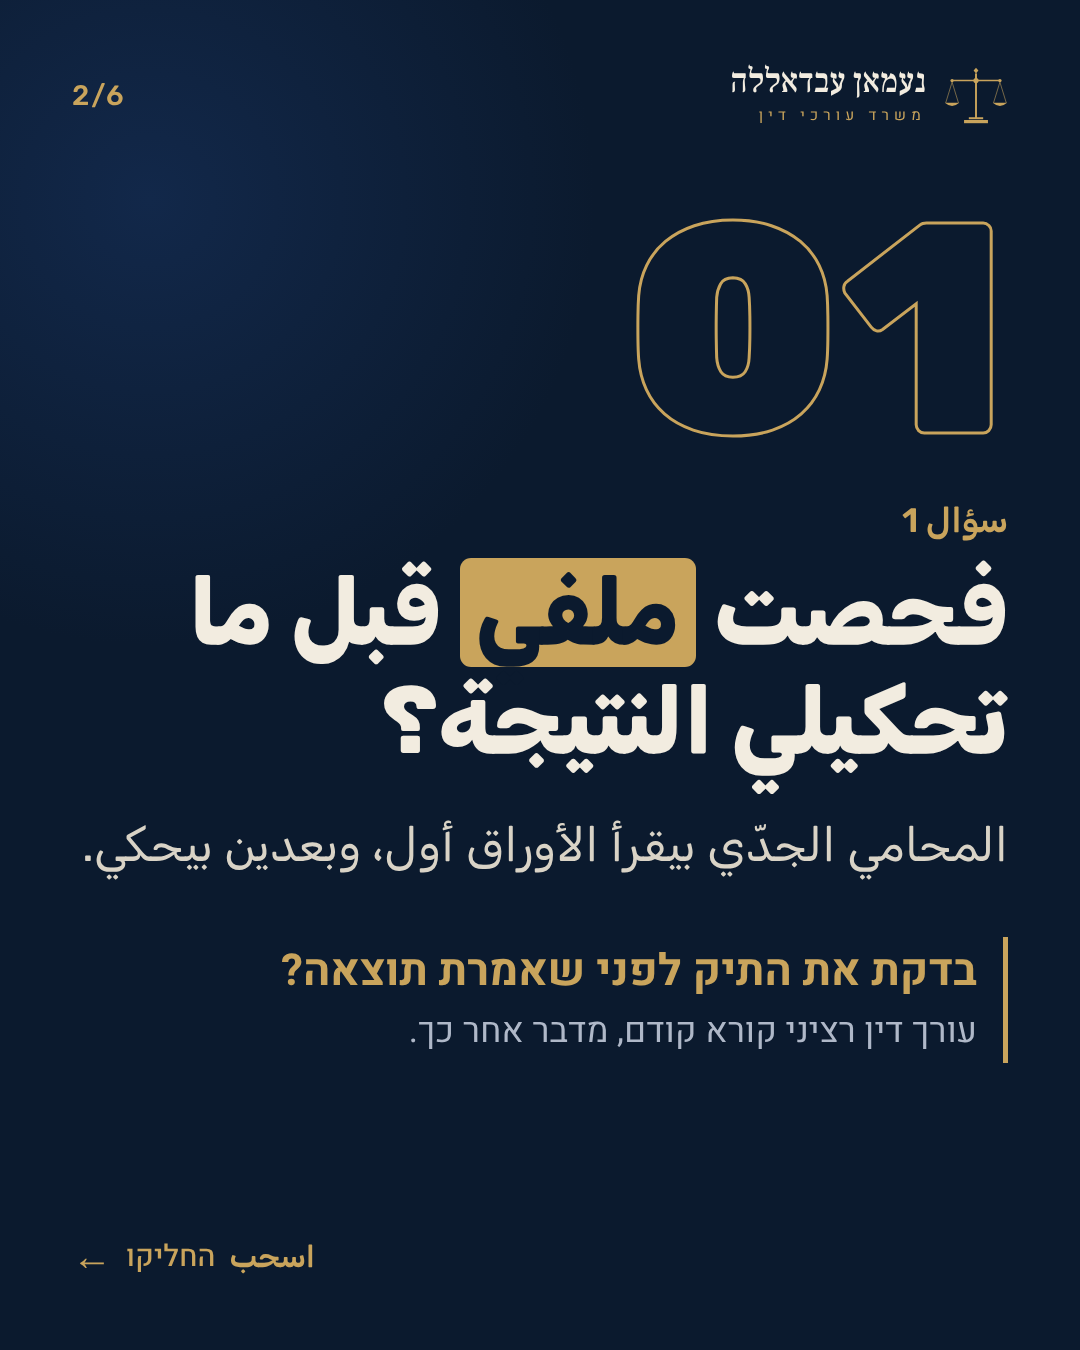 נעמאן עבדאללה
משרד עורכי דין
2/6
01
سؤال 1
فحصت ملفي قبل ما
تحكيلي النتيجة؟
المحامي الجدّي بيقرأ الأوراق أول، وبعدين بيحكي.
בדקת את התיק לפני שאמרת תוצאה?
עורך דין רציני קורא קודם, מדבר אחר כך.
اسحب החליקו ←